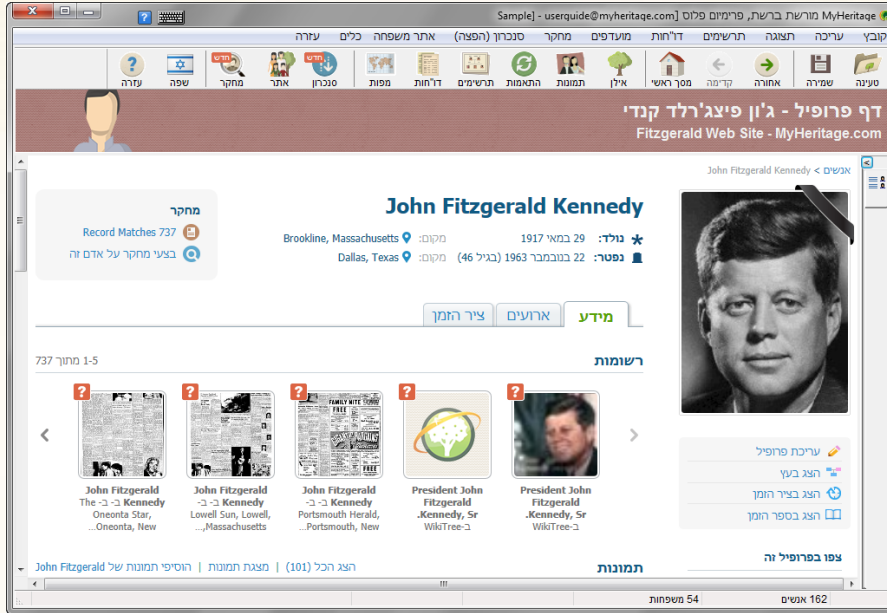 MyHeritage מורשת ברשת, פרימיום פלוס [Sample] - userguide@myheritage.com
קובץ עריכה תצוגה תרשימים דו"חות מועדפים מחקר סנכרון (הפצה) אתר משפחה כלים עזרה
חדש חדש
טעינה שמירה אחורה קדימה מסך ראשי אילן תמונות התאמות תרשימים דו"חות מפות סנכרון אתר מחקר שפה עזרה
דף פרופיל - ג'ון פיצג'רלד קנדי
Fitzgerald Web Site - MyHeritage.com
אנשים > John Fitzgerald Kennedy
John Fitzgerald Kennedy
נולד: 29 במאי 1917 מקום: Brookline, Massachusetts
נפטר: 22 בנובמבר 1963 (בגיל 46) מקום: Dallas, Texas
מחקר
Record Matches 737
בצעי מחקר על אדם זה
מידע ארועים ציר הזמן
רשומות
1-5 מתוך 737
President John Fitzgerald Kennedy, Sr.
ב-WikiTree
President John Fitzgerald Kennedy, Sr.
ב-WikiTree
John Fitzgerald Kennedy ב- ב- Portsmouth Herald, Portsmouth, New...
John Fitzgerald Kennedy ב- ב- Lowell Sun, Lowell, Massachusetts,...
John Fitzgerald Kennedy ב- ב- The Oneonta Star, Oneonta, New...
FAMILY NITE
FREE
FREE
עריכת פרופיל
הצג בעץ
הצג בציר הזמן
הצג בספר הזמן
צפו בפרופיל זה
תמונות
הצג הכל (101) | מצגת תמונות | הוסיפי תמונות של John Fitzgerald
162 אנשים 54 משפחות